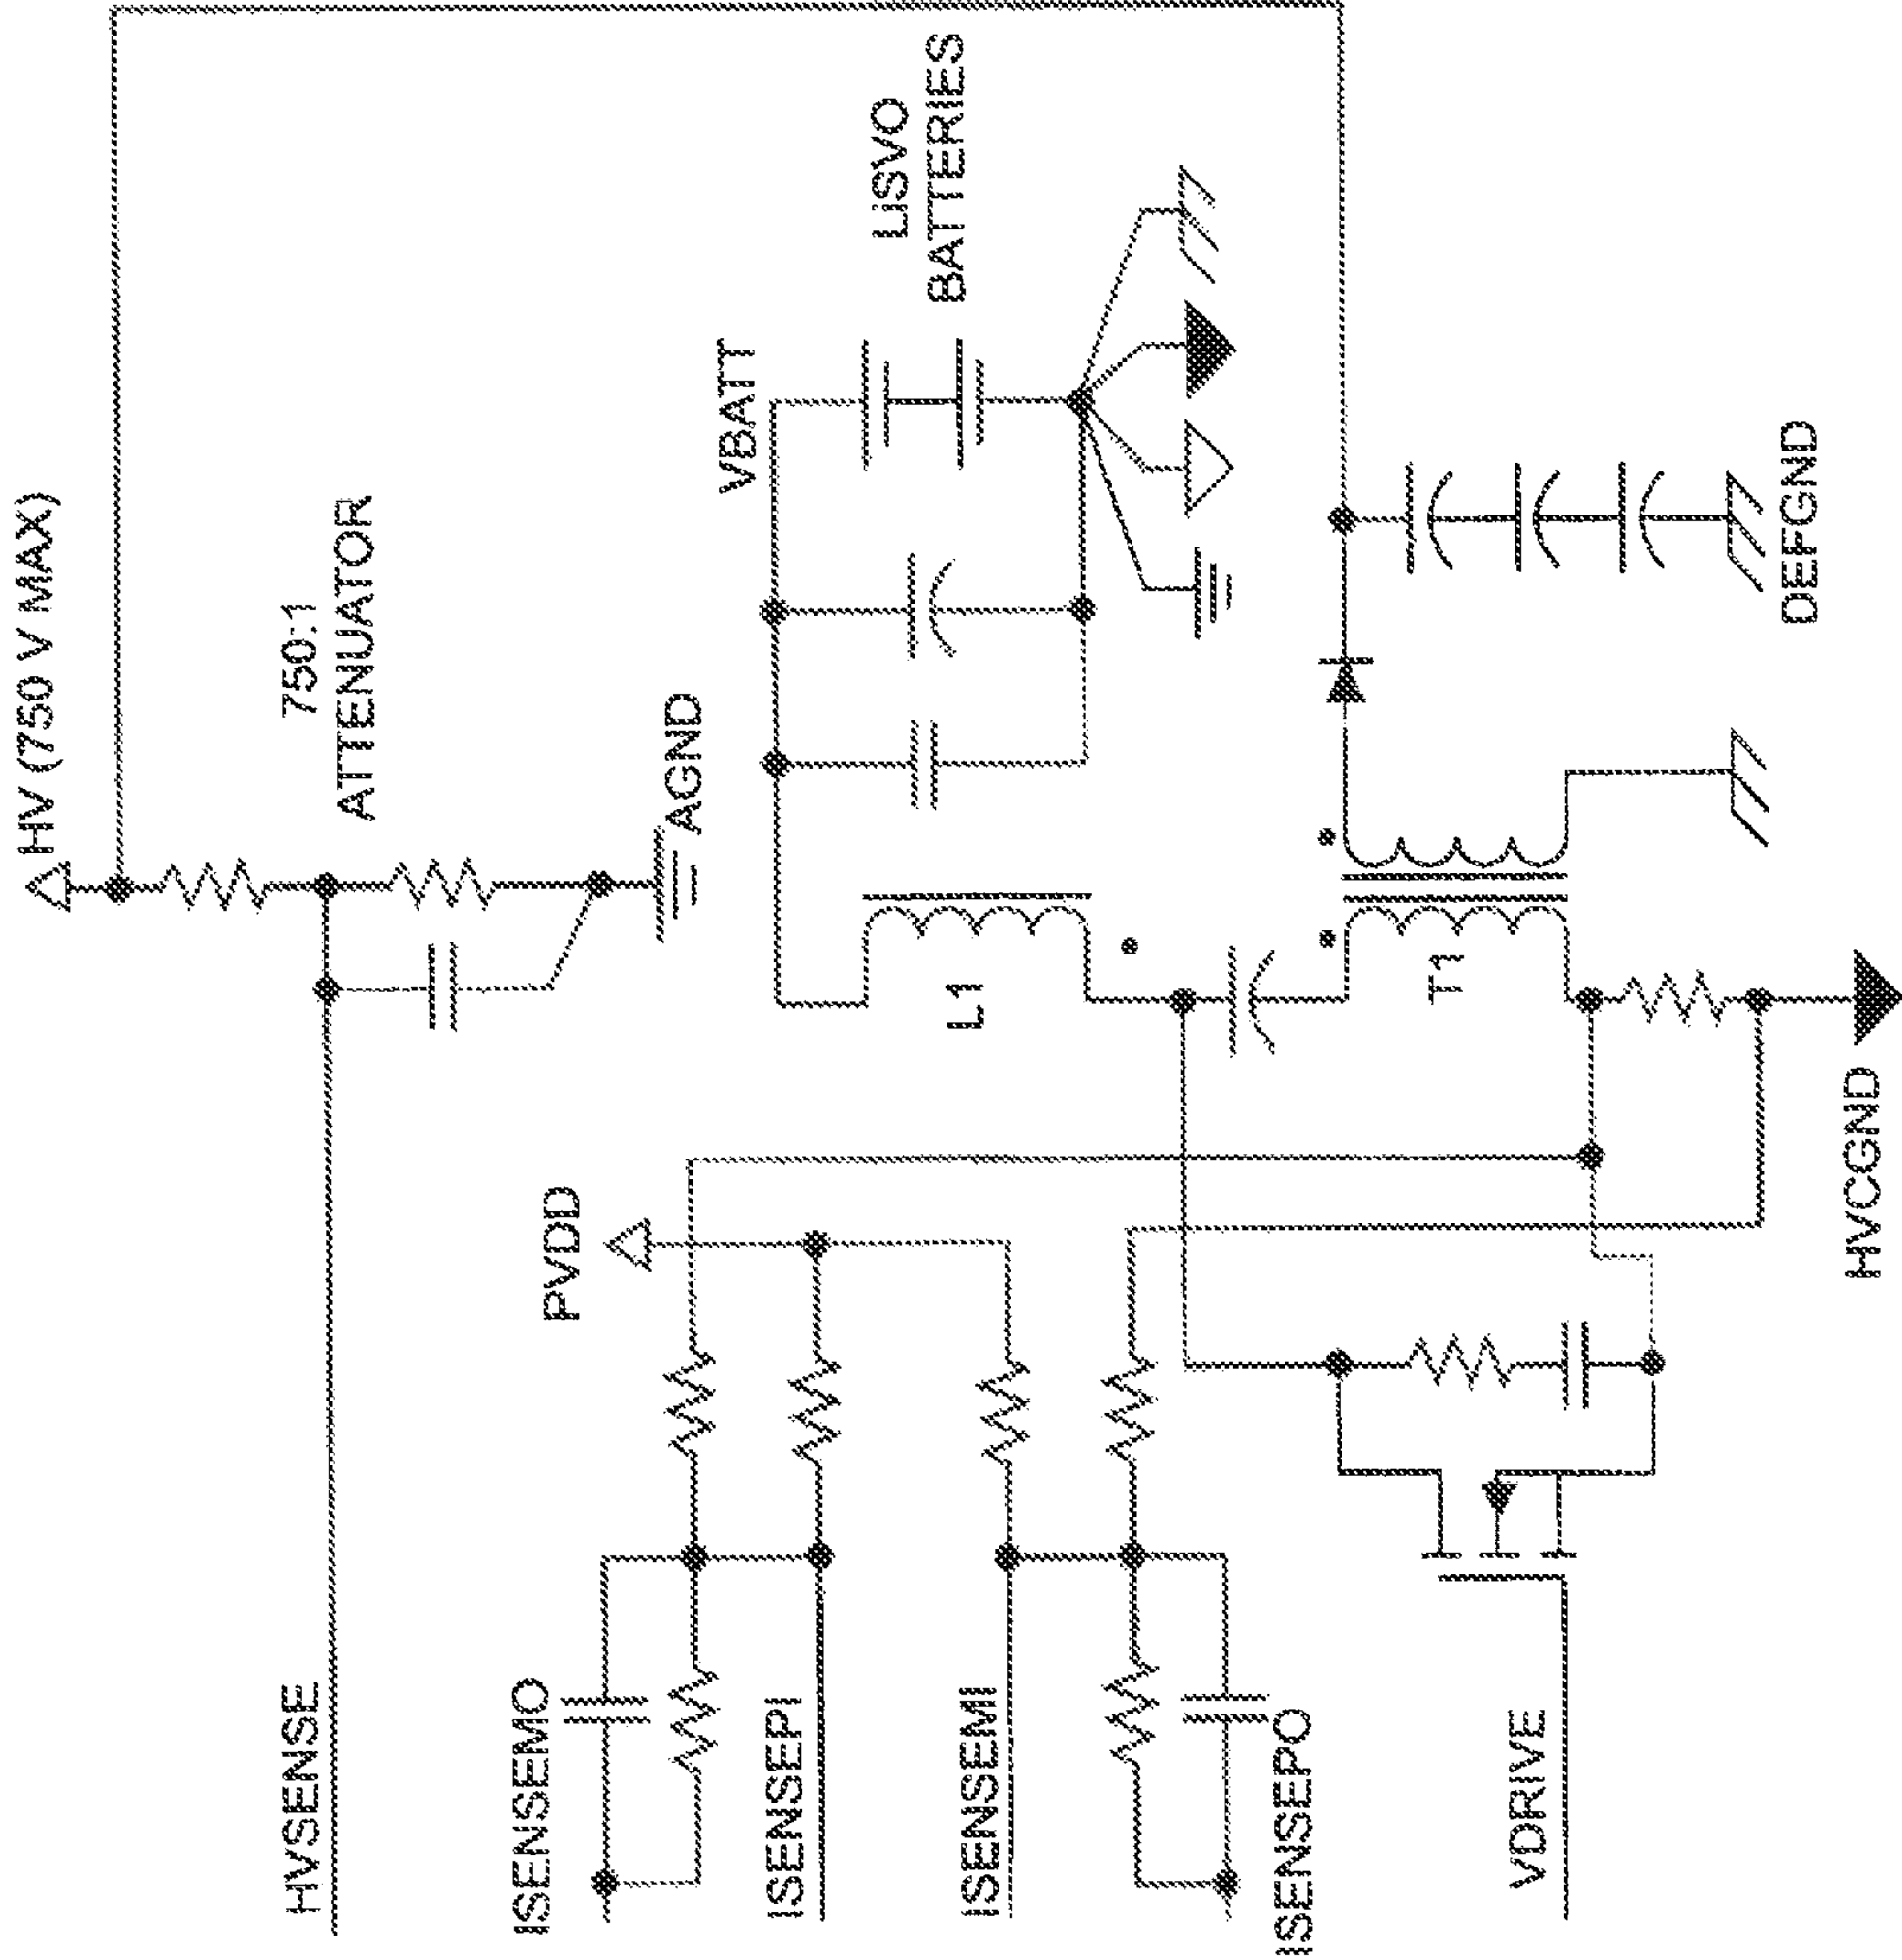 HV (750 V MAX)
750:1
ATTENUATOR
AGND
HVSENSE
PVDD
ISENSEMO
ISENSEPI
ISENSEMI
ISENSEPO
VDRIVE
VBATT
LiSVO
BATTERIES
L1
T1
HVCGND
DEFGND